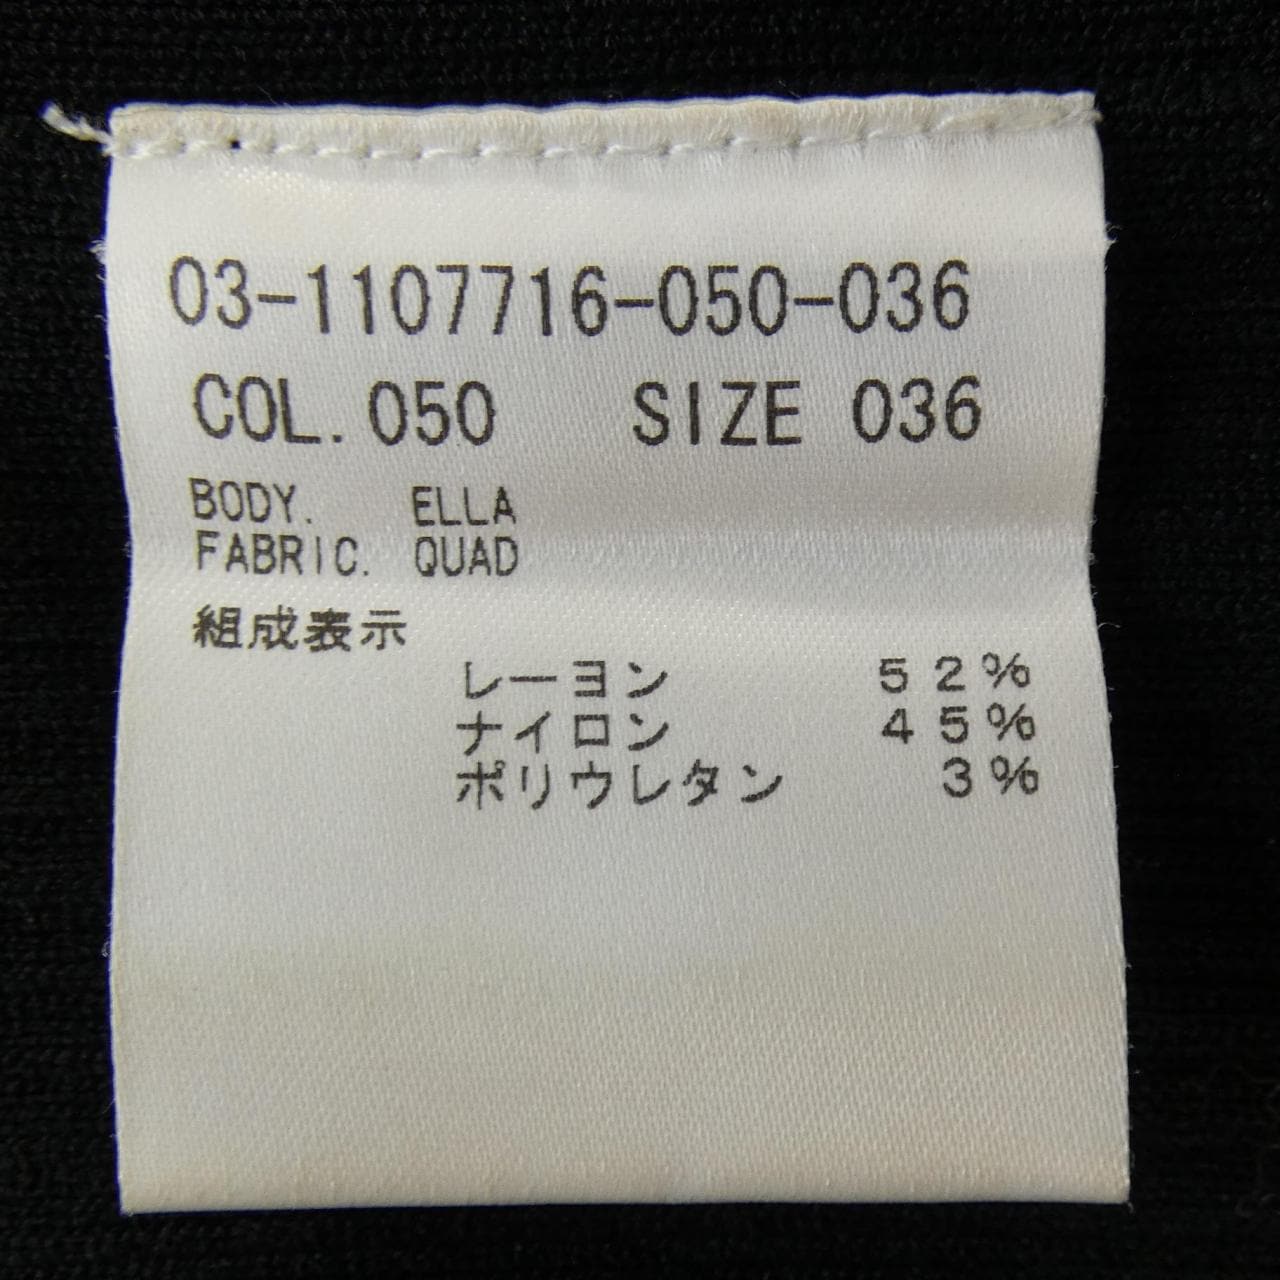 03-1107716-050-036
COL.050 SIZE 036
BODY. ELLA
FABRIC. QUAD
組成表示
レーヨン 52%
ナイロン 45%
ポリウレタン 3%